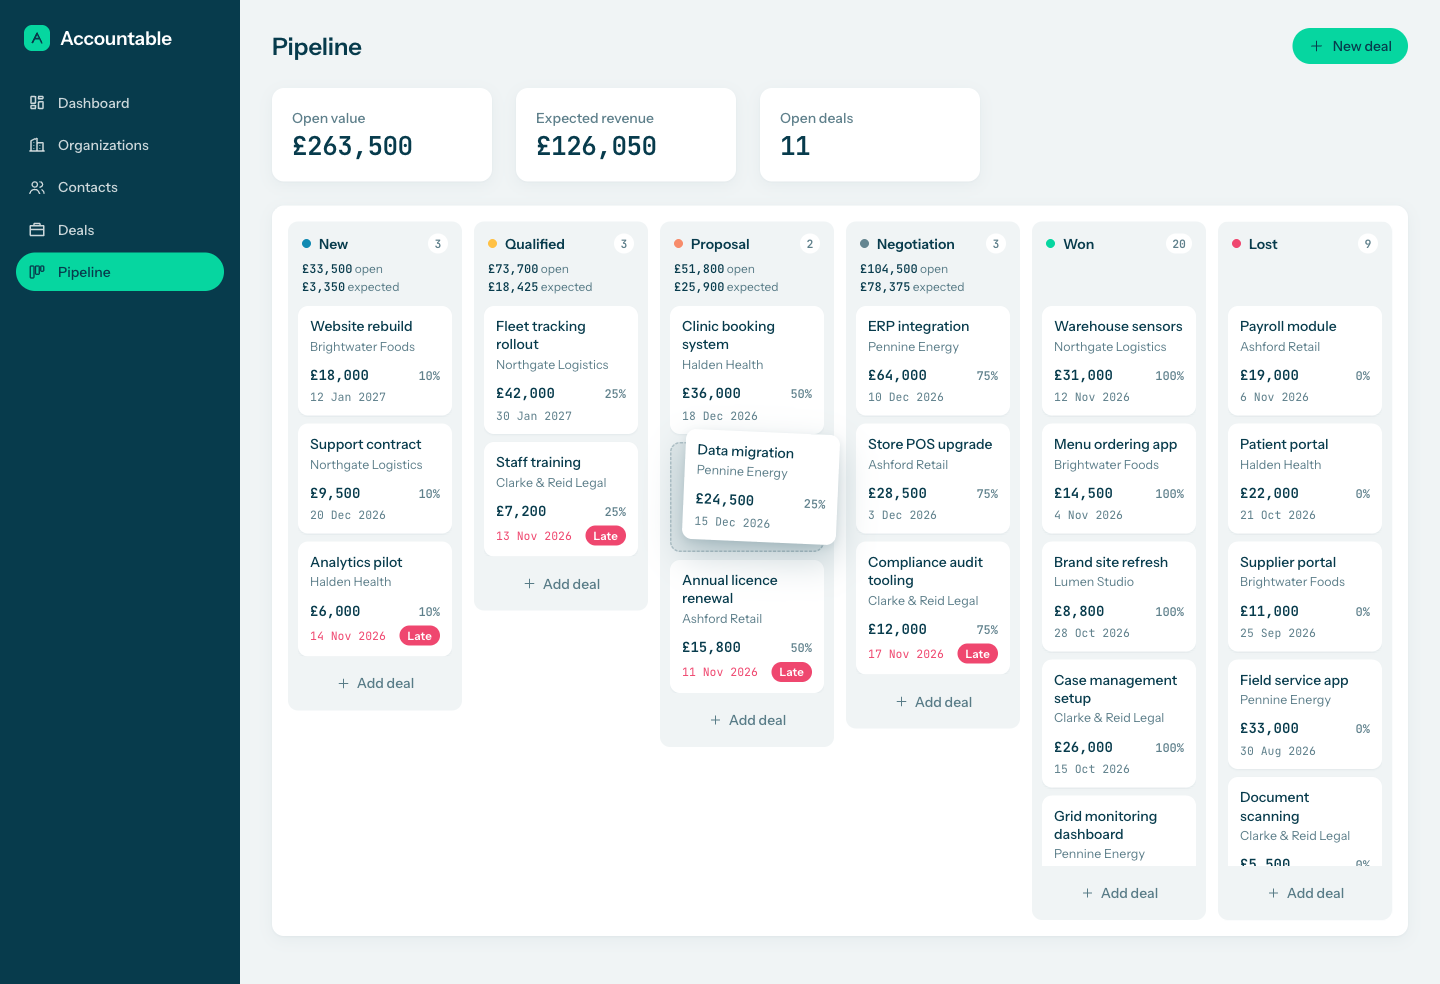 Accountable
Dashboard
Organizations
Contacts
Deals
Pipeline
Pipeline
New deal
Open value
£263,500
Expected revenue
£126,050
Open deals
11
New 3
£33,500 open
£3,350 expected
Website rebuild
Brightwater Foods
£18,000 10%
12 Jan 2027
Support contract
Northgate Logistics
£9,500 10%
20 Dec 2026
Analytics pilot
Halden Health
£6,000 10%
14 Nov 2026 Late
Add deal
Qualified 3
£73,700 open
£18,425 expected
Fleet tracking
rollout
Northgate Logistics
£42,000 25%
30 Jan 2027
Staff training
Clarke & Reid Legal
£7,200 25%
13 Nov 2026 Late
Add deal
Proposal 2
£51,800 open
£25,900 expected
Clinic booking
system
Halden Health
£36,000 50%
18 Dec 2026
Data migration
Pennine Energy
£24,500 25%
15 Dec 2026
Annual licence
renewal
Ashford Retail
£15,800 50%
11 Nov 2026 Late
Add deal
Negotiation 3
£104,500 open
£78,375 expected
ERP integration
Pennine Energy
£64,000 75%
10 Dec 2026
Store POS upgrade
Ashford Retail
£28,500 75%
3 Dec 2026
Compliance audit
tooling
Clarke & Reid Legal
£12,000 75%
17 Nov 2026 Late
Add deal
Won 20
Warehouse sensors
Northgate Logistics
£31,000 100%
12 Nov 2026
Menu ordering app
Brightwater Foods
£14,500 100%
4 Nov 2026
Brand site refresh
Lumen Studio
£8,800 100%
28 Oct 2026
Case management
setup
Clarke & Reid Legal
£26,000 100%
15 Oct 2026
Grid monitoring
dashboard
Pennine Energy
Add deal
Lost 9
Payroll module
Ashford Retail
£19,000 0%
6 Nov 2026
Patient portal
Halden Health
£22,000 0%
21 Oct 2026
Supplier portal
Brightwater Foods
£11,000 0%
25 Sep 2026
Field service app
Pennine Energy
£33,000 0%
30 Aug 2026
Document
scanning
Clarke & Reid Legal
£5,500 0%
Add deal